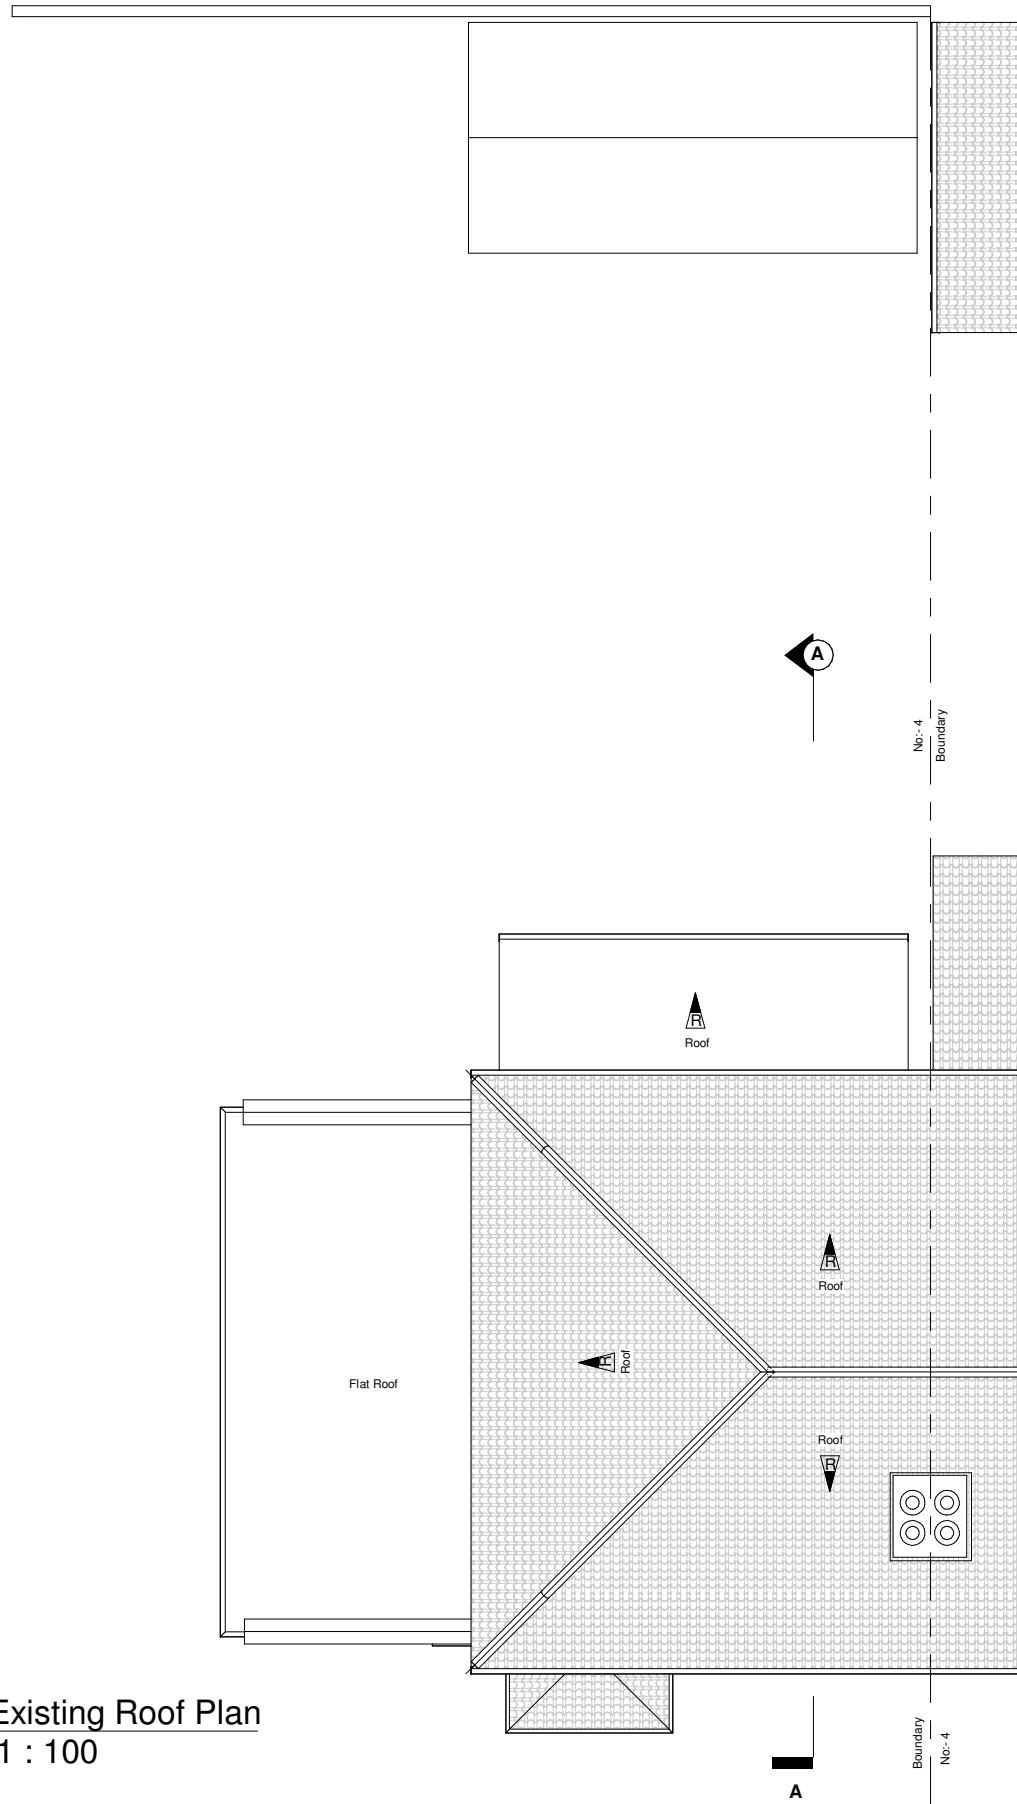 A
No:- 4
Boundary
R
Roof
R
Roof
R
Roof
Flat Roof
Roof
R
Existing Roof Plan
1 : 100
Boundary
No:- 4
A